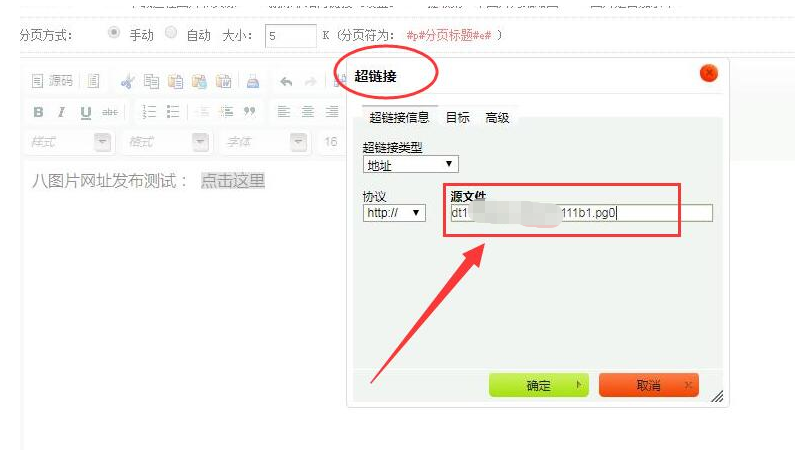 分页方式： 手动 自动 大小： 5 K (分页符为： #p#分页标题#e# )
源码
B I U abc
样式 格式 字体 16
八图片网址发布测试： 点击这里
超链接
超链接信息 目标 高级
超链接类型
地址
协议 源文件
http:// dt1 111b1.pg0
确定 取消